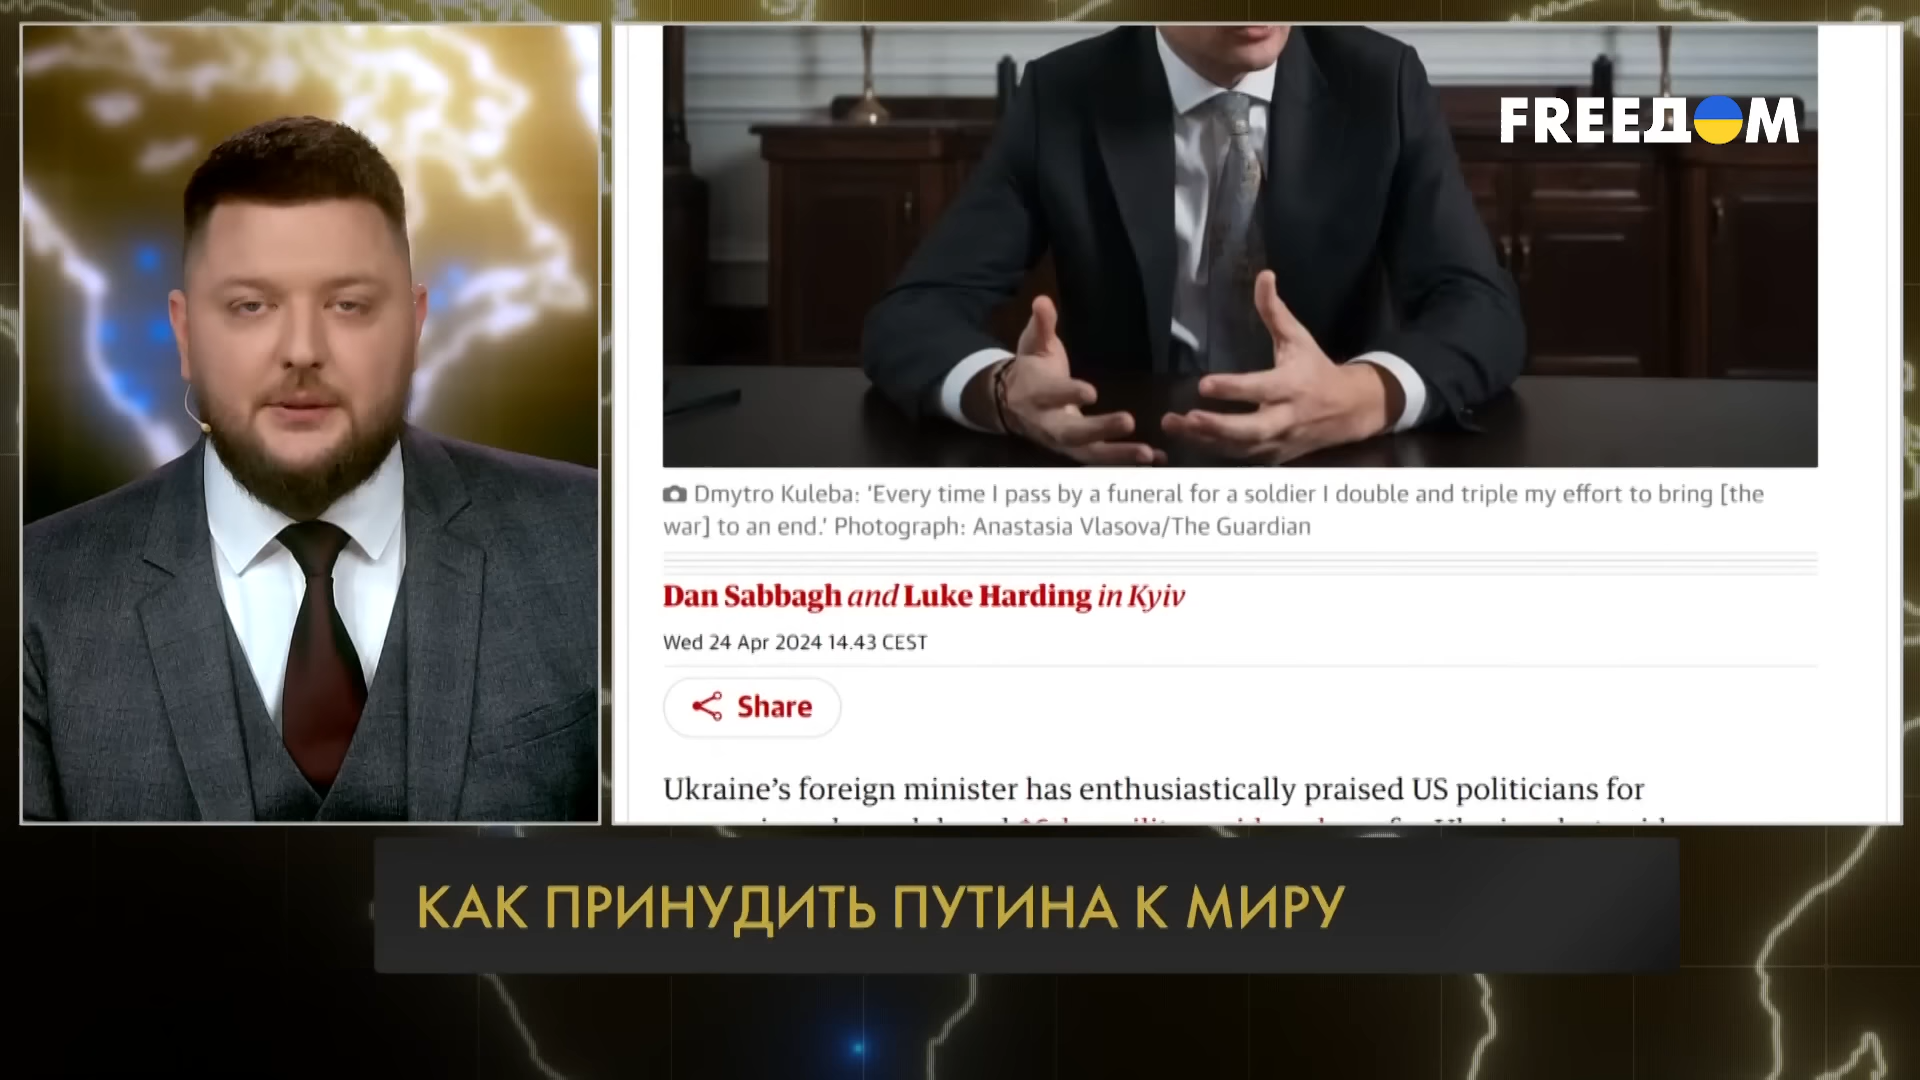 FREEДОМ
Dmytro Kuleba: ‘Every time I pass by a funeral for a soldier I double and triple my effort to bring [the
war] to an end.’ Photograph: Anastasia Vlasova/The Guardian
Dan Sabbagh and Luke Harding in Kyiv
Wed 24 Apr 2024 14.43 CEST
Share
Ukraine’s foreign minister has enthusiastically praised US politicians for
КАК ПРИНУДИТЬ ПУТИНА К МИРУ